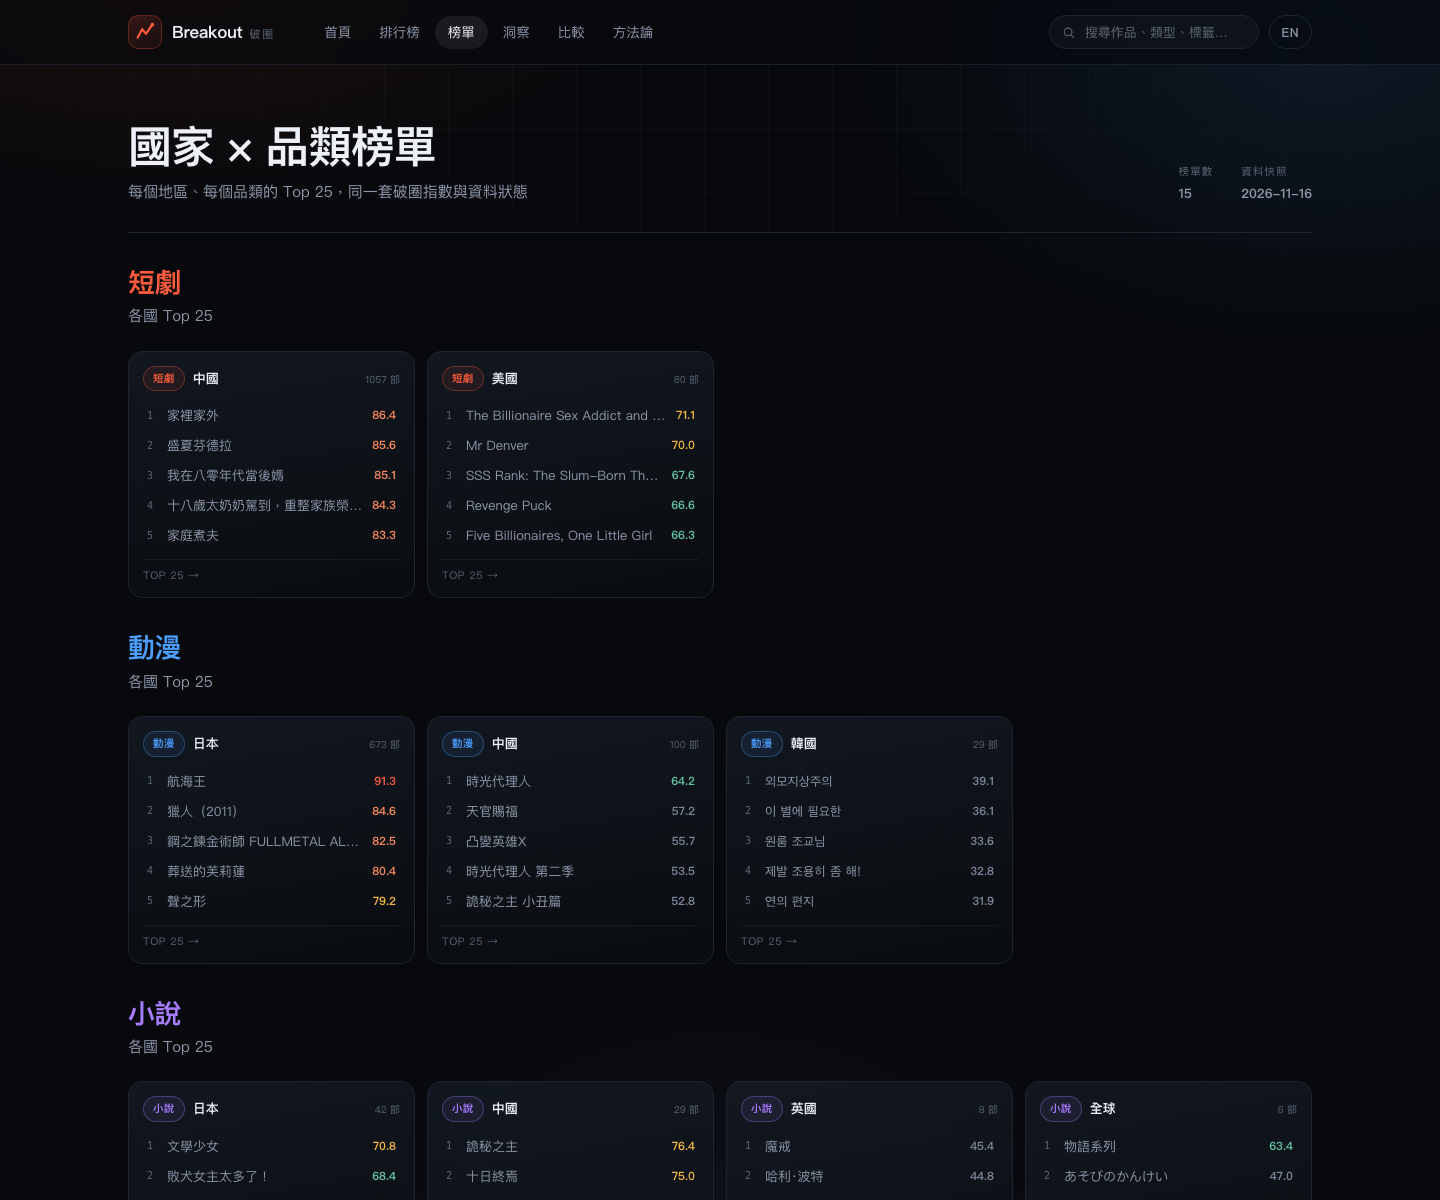 Breakout 破圈 首頁 排行榜 榜單 洞察 比較 方法論 搜尋作品、類型、標籤... EN
國家 × 品類榜單
每個地區、每個品類的 Top 25，同一套破圈指數與資料狀態
榜單數 資料快照
15 2026-11-16
短劇
各國 Top 25
短劇 中國 1057 部
1 家裡家外 86.4
2 盛夏芬德拉 85.6
3 我在八零年代當後媽 85.1
4 十八歲太奶奶駕到，重整家族榮... 84.3
5 家庭煮夫 83.3
TOP 25 →
短劇 美國 80 部
1 The Billionaire Sex Addict and ... 71.1
2 Mr Denver 70.0
3 SSS Rank: The Slum-Born Th... 67.6
4 Revenge Puck 66.6
5 Five Billionaires, One Little Girl 66.3
TOP 25 →
動漫
各國 Top 25
動漫 日本 673 部
1 航海王 91.3
2 獵人（2011） 84.6
3 鋼之鍊金術師 FULLMETAL AL... 82.5
4 葬送的芙莉蓮 80.4
5 聲之形 79.2
TOP 25 →
動漫 中國 100 部
1 時光代理人 64.2
2 天官賜福 57.2
3 凸變英雄X 55.7
4 時光代理人 第二季 53.5
5 詭秘之主 小丑篇 52.8
TOP 25 →
動漫 韓國 29 部
1 외모지상주의 39.1
2 이 별에 필요한 36.1
3 원룸 조교님 33.6
4 제발 조용히 좀 해! 32.8
5 연의 편지 31.9
TOP 25 →
小說
各國 Top 25
小說 日本 42 部
1 文學少女 70.8
2 敗犬女主太多了！ 68.4
小說 中國 29 部
1 詭秘之主 76.4
2 十日終焉 75.0
小說 英國 8 部
1 魔戒 45.4
2 哈利·波特 44.8
小說 全球 6 部
1 物語系列 63.4
2 あそびのかんけい 47.0